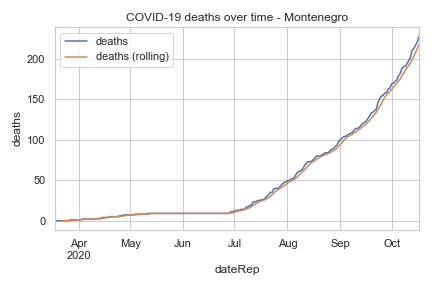 COVID-19 deaths over time - Montenegro
deaths
deaths (rolling)
deaths
200
150
100
50
0
Apr
2020
May
Jun
Jul
Aug
Sep
Oct
dateRep